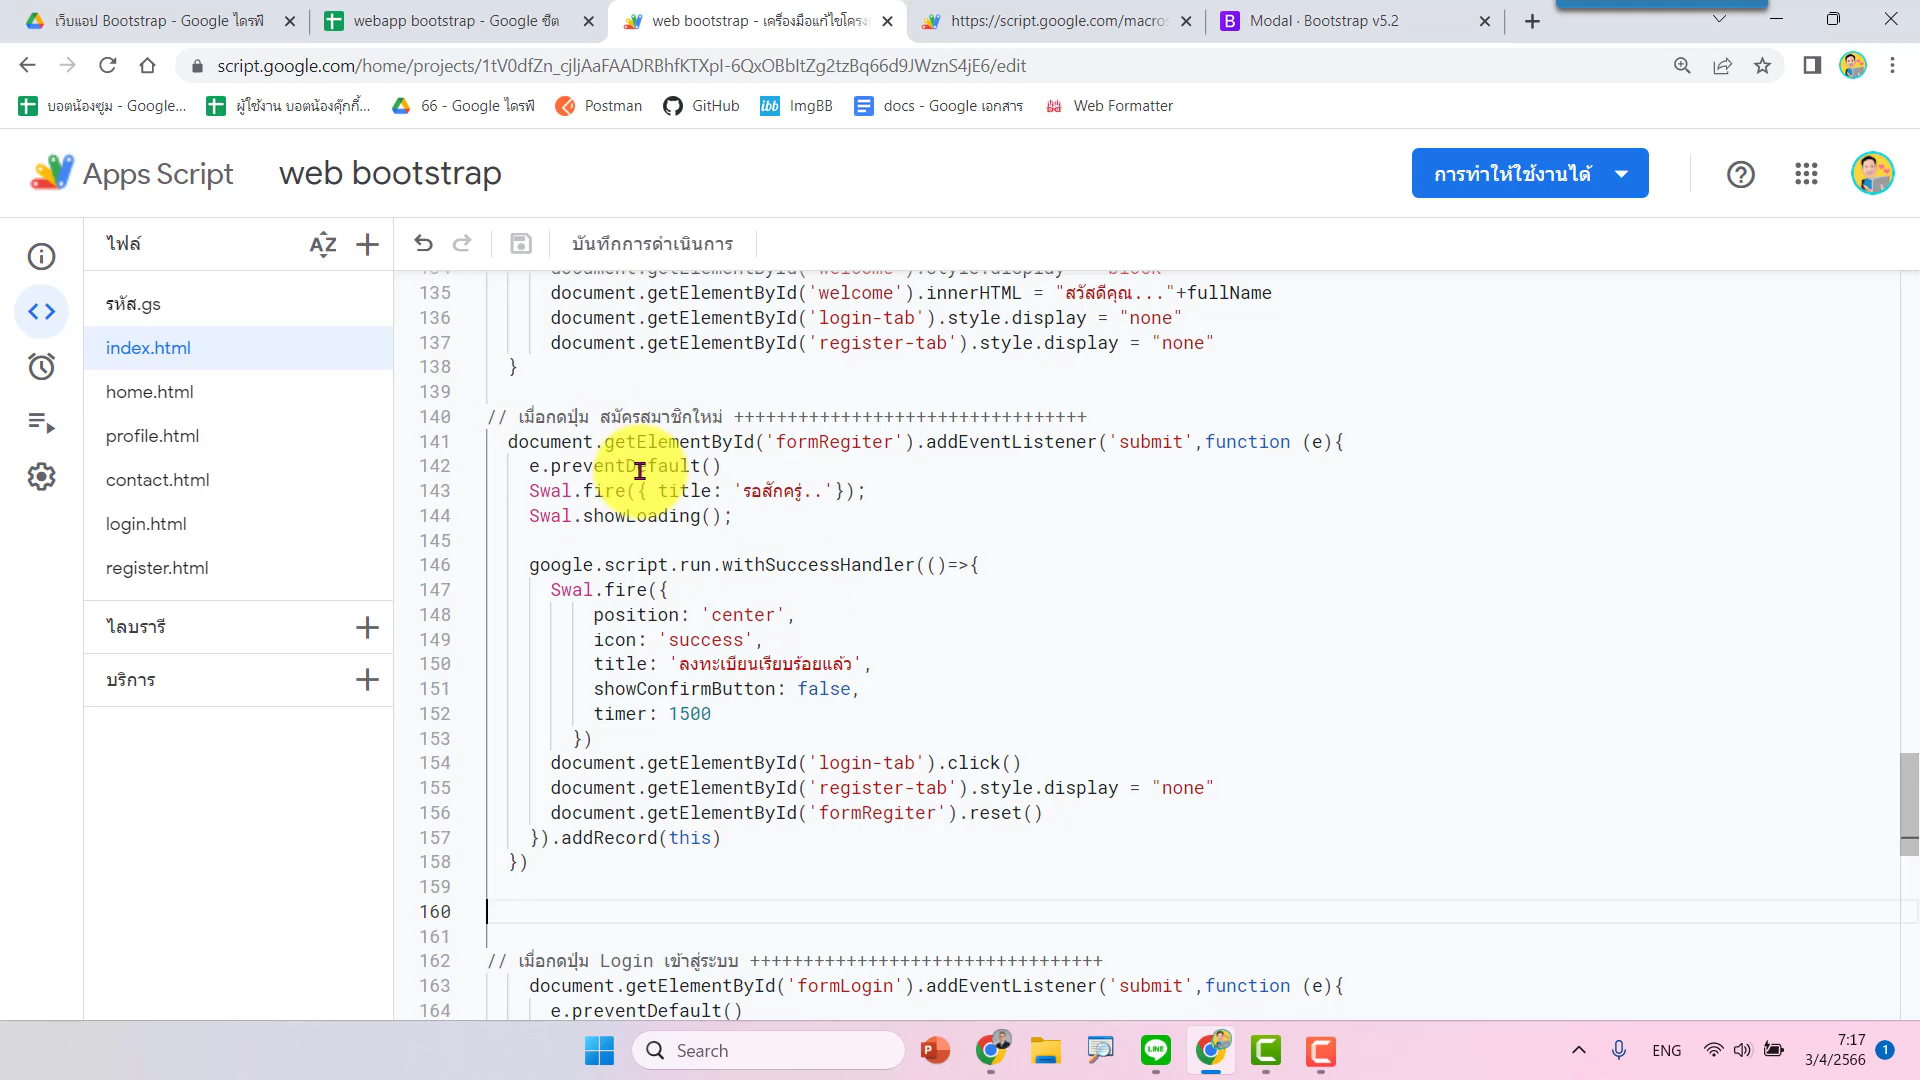 เว็บแอป Bootstrap - Google ไดรฟ์
webapp bootstrap - Google ชีต
web bootstrap - เครื่องมือแก้ไขโครง
https://script.google.com/macros
Modal · Bootstrap v5.2
script.google.com/home/projects/1tV0dfZn_cjljAaFAADRBhfKTXpI-6QxOBbItZg2tzBq66d9JWznS4jE6/edit
บอตน้องซูม - Google...
ผู้ใช้งาน บอตน้องคุ้กกี้...
66 - Google ไดรฟ์
Postman
GitHub
ibb ImgBB
docs - Google เอกสาร
Web Formatter
Apps Script
web bootstrap
การทำให้ใช้งานได้
ไฟล์
บันทึกการดำเนินการ
รหัส.gs
index.html
home.html
profile.html
contact.html
login.html
register.html
ไลบรารี
บริการ
134 document.getElementById('welcome').style.display = "block"
135 document.getElementById('welcome').innerHTML = "สวัสดีคุณ..."+fullName
136 document.getElementById('login-tab').style.display = "none"
137 document.getElementById('register-tab').style.display = "none"
138 }
139
140 // เมื่อกดปุ่ม สมัครสมาชิกใหม่ +++++++++++++++++++++++++++++++++
141 document.getElementById('formRegiter').addEventListener('submit',function (e){
142 e.preventDefault()
143 Swal.fire({ title: 'รอสักครู่..'});
144 Swal.showLoading();
145
146 google.script.run.withSuccessHandler(()=>{
147 Swal.fire({
148 position: 'center',
149 icon: 'success',
150 title: 'ลงทะเบียนเรียบร้อยแล้ว',
151 showConfirmButton: false,
152 timer: 1500
153 })
154 document.getElementById('login-tab').click()
155 document.getElementById('register-tab').style.display = "none"
156 document.getElementById('formRegiter').reset()
157 }).addRecord(this)
158 })
159
160
161
162 // เมื่อกดปุ่ม Login เข้าสู่ระบบ +++++++++++++++++++++++++++++++++
163 document.getElementById('formLogin').addEventListener('submit',function (e){
164 e.preventDefault()
Search
ENG
7:17
3/4/2566
1